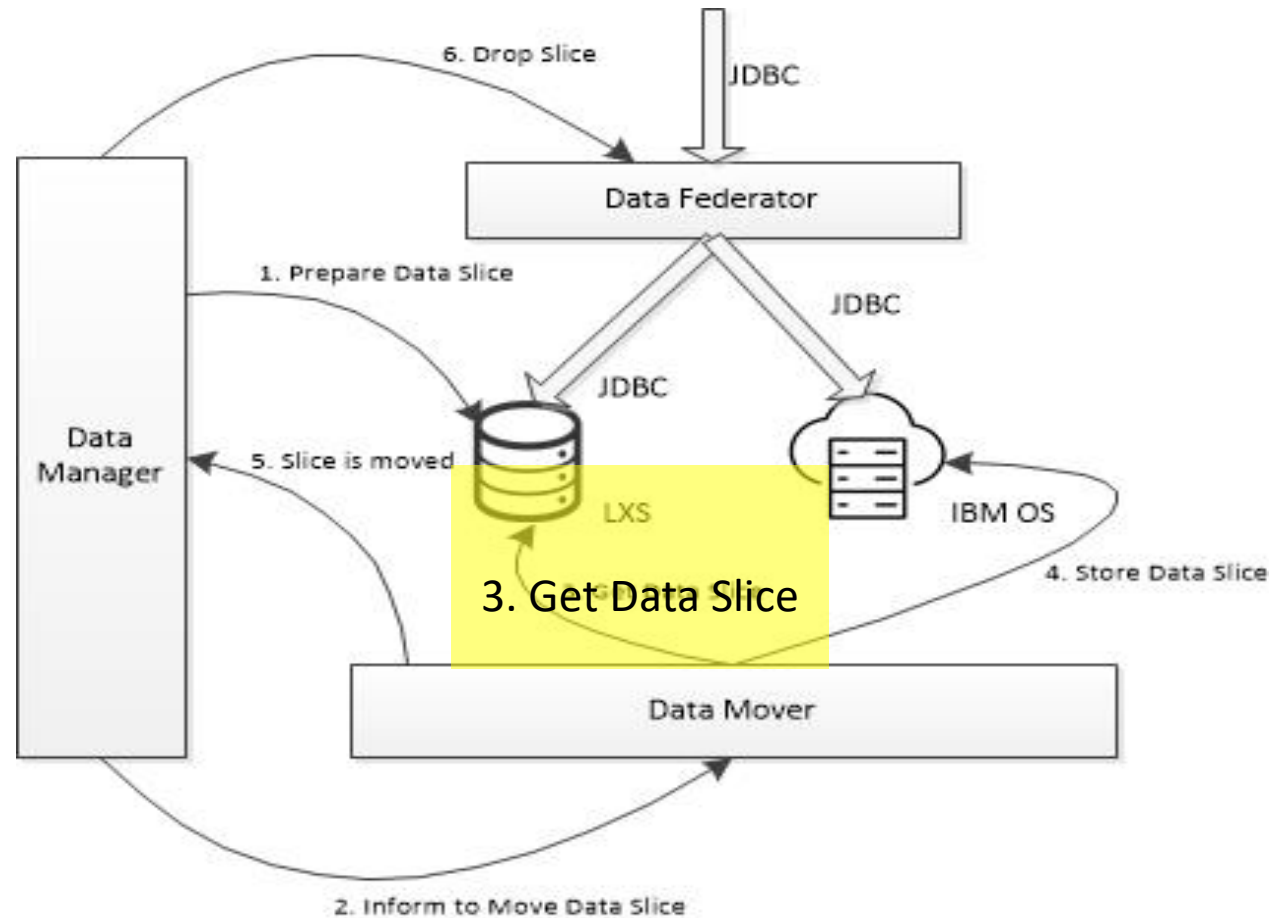 6. Drop Slice
JDBC
Data Federator
1. Prepare Data Slice
JDBC
JDBC
Data
Manager
5. Slice is moved
LXS
IBM OS
4. Store Data Slice
3. Get Data Slice
Data Mover
2. Inform to Move Data Slice